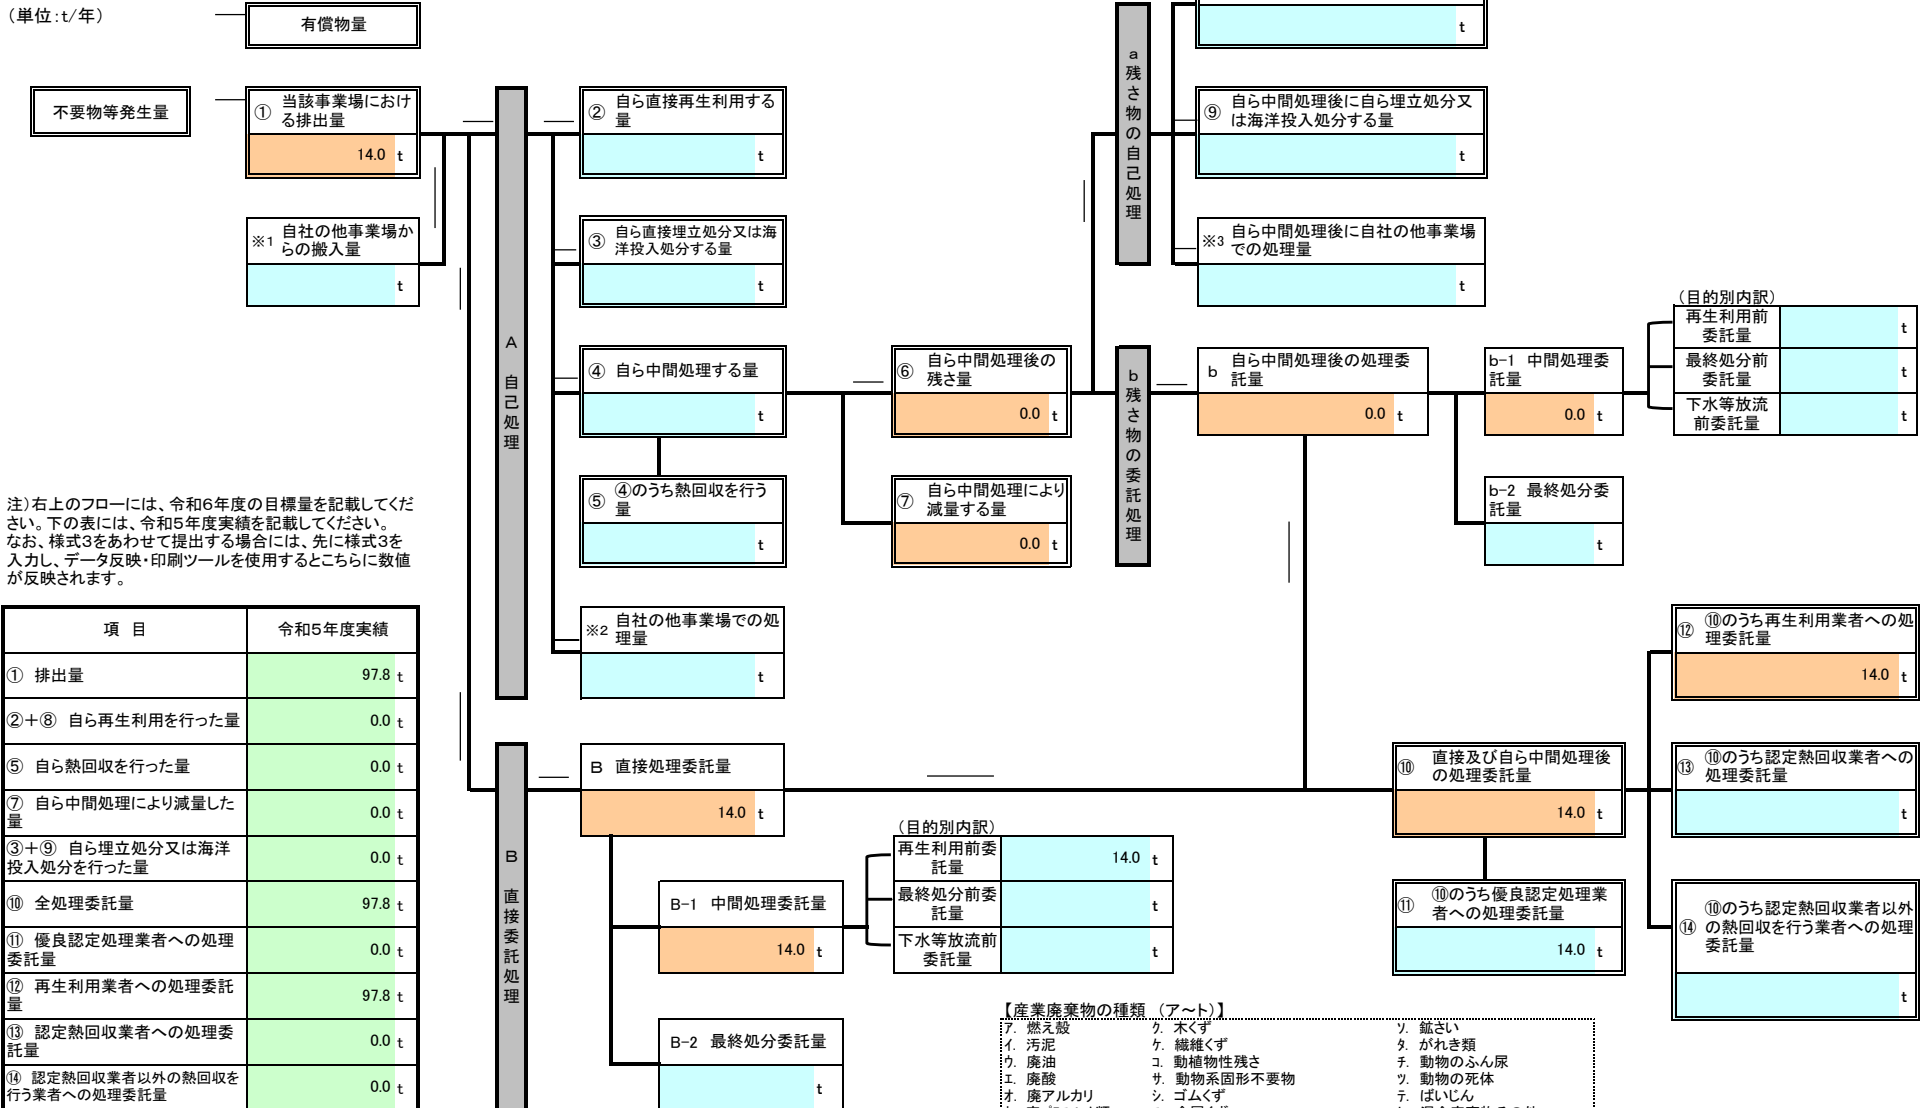 （単位：t/年）
有償物量
t
不要物等発生量
① 当該事業場におけ
る排出量
14.0 t
※1 自社の他事業場か
らの搬入量
t
A 自己処理
② 自ら直接再生利用する
量
t
③ 自ら直接埋立処分又は海
洋投入処分する量
t
④ 自ら中間処理する量
t
⑤ ④のうち熱回収を行う
量
t
※2 自社の他事業場での処
理量
t
⑥ 自ら中間処理後の
残さ量
0.0 t
⑦ 自ら中間処理により
減量する量
0.0 t
a 残さ物の自己処理
⑨ 自ら中間処理後に自ら埋立処分又
は海洋投入処分する量
t
※3 自ら中間処理後に自社の他事業場
での処理量
t
b 残さ物の委託処理
b 自ら中間処理後の処理委
託量
0.0 t
b-1 中間処理委
託量
0.0 t
b-2 最終処分委
託量
t
（目的別内訳）
再生利用前
委託量
t
最終処分前
委託量
t
下水等放流
前委託量
t
注）右上のフローには、令和6年度の目標量を記載してくだ
さい。下の表には、令和5年度実績を記載してください。
なお、様式3をあわせて提出する場合には、先に様式3を
入力し、データ反映・印刷ツールを使用するとこちらに数値
が反映されます。
項 目 令和5年度実績
① 排出量 97.8 t
②＋⑧ 自ら再生利用を行った量 0.0 t
⑤ 自ら熱回収を行った量 0.0 t
⑦ 自ら中間処理により減量した
量 0.0 t
③＋⑨ 自ら埋立処分又は海洋
投入処分を行った量 0.0 t
⑩ 全処理委託量 97.8 t
⑪ 優良認定処理業者への処理
委託量 0.0 t
⑫ 再生利用業者への処理委託
量 97.8 t
⑬ 認定熱回収業者への処理委
託量 0.0 t
⑭ 認定熱回収業者以外の熱回収を
行う業者への処理委託量 0.0 t
B 直接委託処理
B 直接処理委託量
14.0 t
B-1 中間処理委託量
14.0 t
B-2 最終処分委託量
t
（目的別内訳）
再生利用前委
託量
14.0 t
最終処分前委
託量
t
下水等放流前
委託量
t
⑩ 直接及び自ら中間処理後
の処理委託量
14.0 t
⑪ ⑩のうち優良認定処理業
者への処理委託量
14.0 t
⑫ ⑩のうち再生利用業者への処
理委託量
14.0 t
⑬ ⑩のうち認定熱回収業者への
処理委託量
t
⑭ ⑩のうち認定熱回収業者以外
の熱回収を行う業者への処理
委託量
t
【産業廃棄物の種類 （ア～ト）】
ア. 燃え殻 ク. 木くず ソ. 鉱さい
イ. 汚泥 ケ. 繊維くず タ. がれき類
ウ. 廃油 コ. 動植物性残さ チ. 動物のふん尿
エ. 廃酸 サ. 動物系固形不要物 ツ. 動物の死体
オ. 廃アルカリ シ. ゴムくず テ. ばいじん